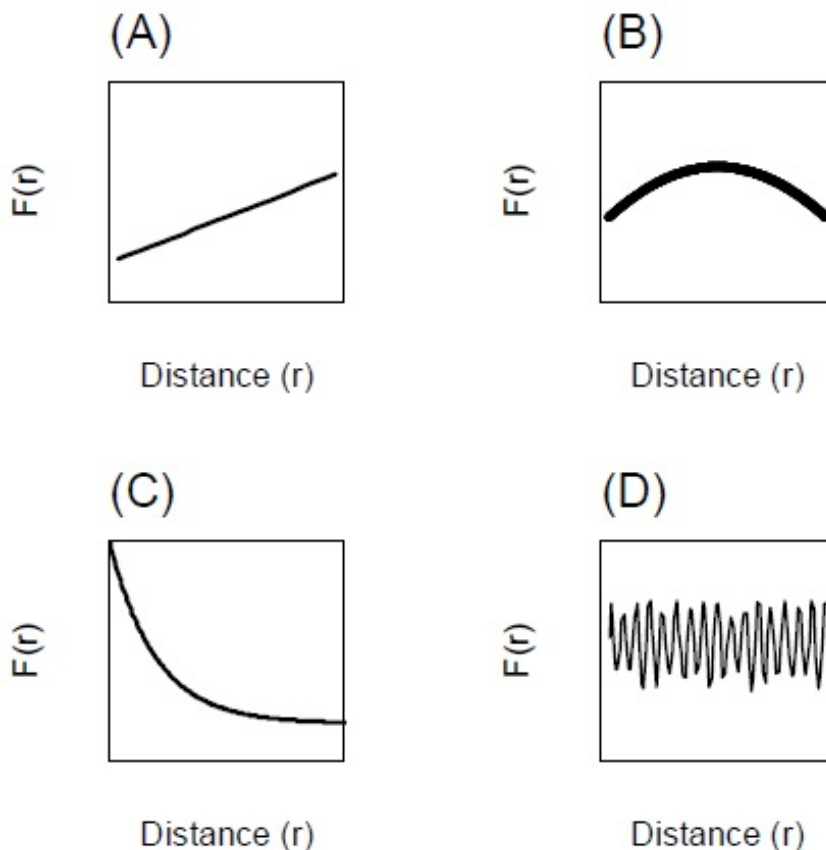 (A)
F(r)
Distance (r)
(B)
F(r)
Distance (r)
(C)
F(r)
Distance (r)
(D)
F(r)
Distance (r)